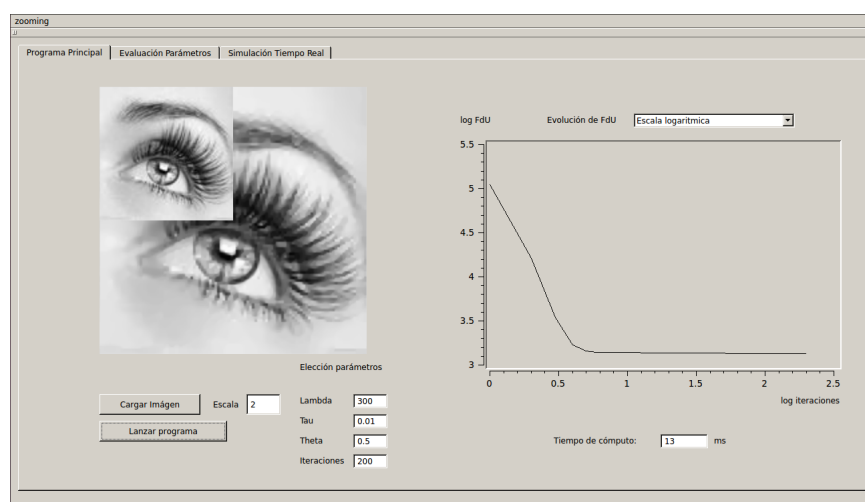 zooming
Programa Principal Evaluación Parámetros Simulación Tiempo Real
log FdU Evolución de FdU Escala logarítmica
5.5
5
4.5
4
3.5
3
0 0.5 1 1.5 2 2.5
log iteraciones
Elección parámetros
Cargar Imágen Escala 2
Lanzar programa
Lambda 300
Tau 0.01
Theta 0.5
Iteraciones 200
Tiempo de cómputo: 13 ms